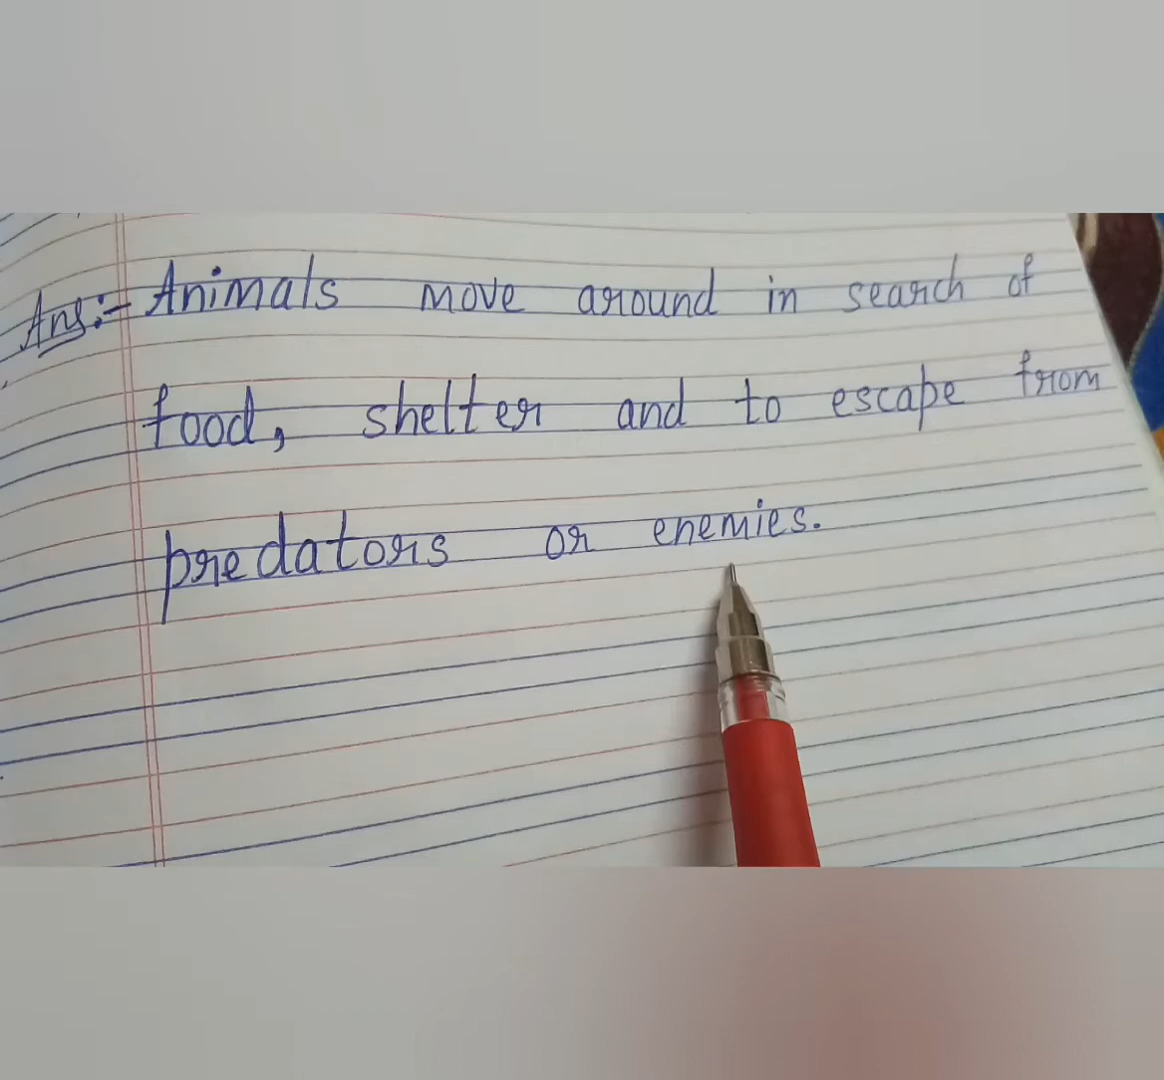 Ans:- Animals move around in search of
food, shelter and to escape from
predators or enemies.